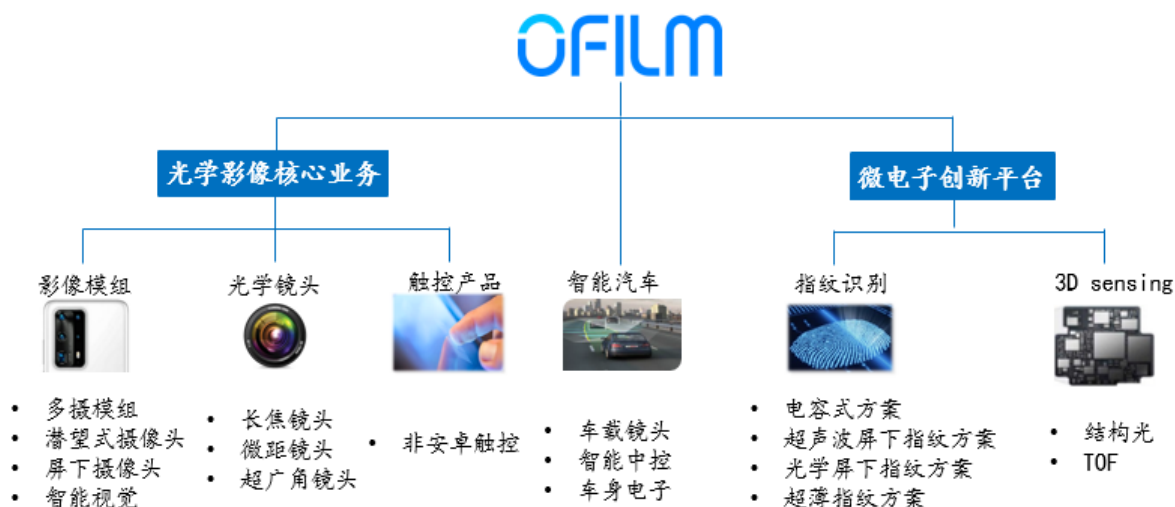 OFILM
光学影像核心业务
微电子创新平台
影像模组
光学镜头
触控产品
智能汽车
指纹识别
3D sensing
• 多摄模组
• 潜望式摄像头
• 屏下摄像头
• 智能视觉
• 长焦镜头
• 微距镜头
• 超广角镜头
• 非安卓触控
• 车载镜头
• 智能中控
• 车身电子
• 电容式方案
• 超声波屏下指纹方案
• 光学屏下指纹方案
• 超薄指纹方案
• 结构光
• TOF